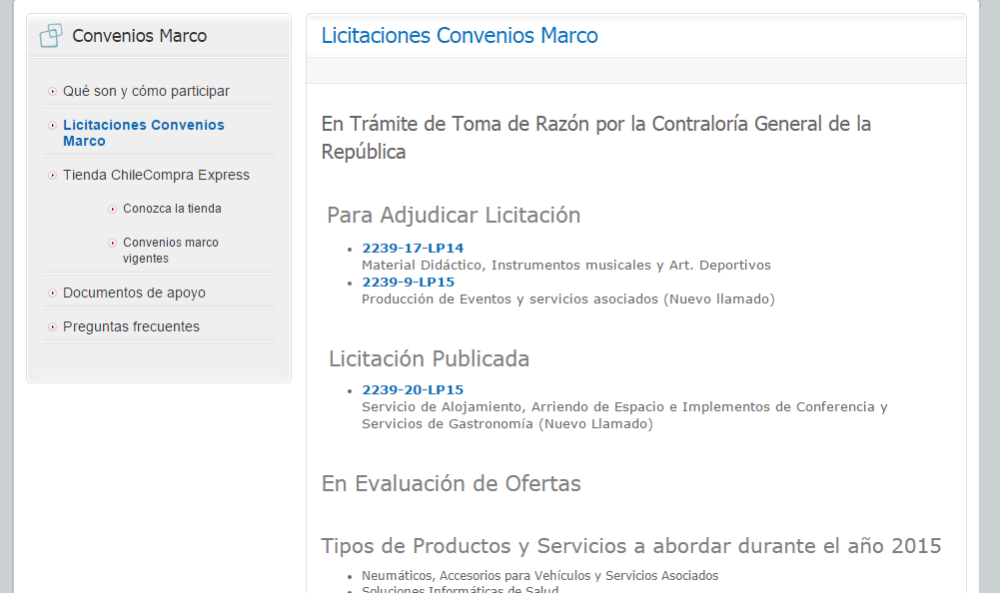 Convenios Marco
Qué son y cómo participar
Licitaciones Convenios
Marco
Tienda ChileCompra Express
Conozca la tienda
Convenios marco
vigentes
Documentos de apoyo
Preguntas frecuentes
Licitaciones Convenios Marco
En Trámite de Toma de Razón por la Contraloría General de la
República
Para Adjudicar Licitación
2239-17-LP14
Material Didáctico, Instrumentos musicales y Art. Deportivos
2239-9-LP15
Producción de Eventos y servicios asociados (Nuevo llamado)
Licitación Publicada
2239-20-LP15
Servicio de Alojamiento, Arriendo de Espacio e Implementos de Conferencia y
Servicios de Gastronomía (Nuevo Llamado)
En Evaluación de Ofertas
Tipos de Productos y Servicios a abordar durante el año 2015
Neumáticos, Accesorios para Vehículos y Servicios Asociados
Soluciones Informáticas de Salud